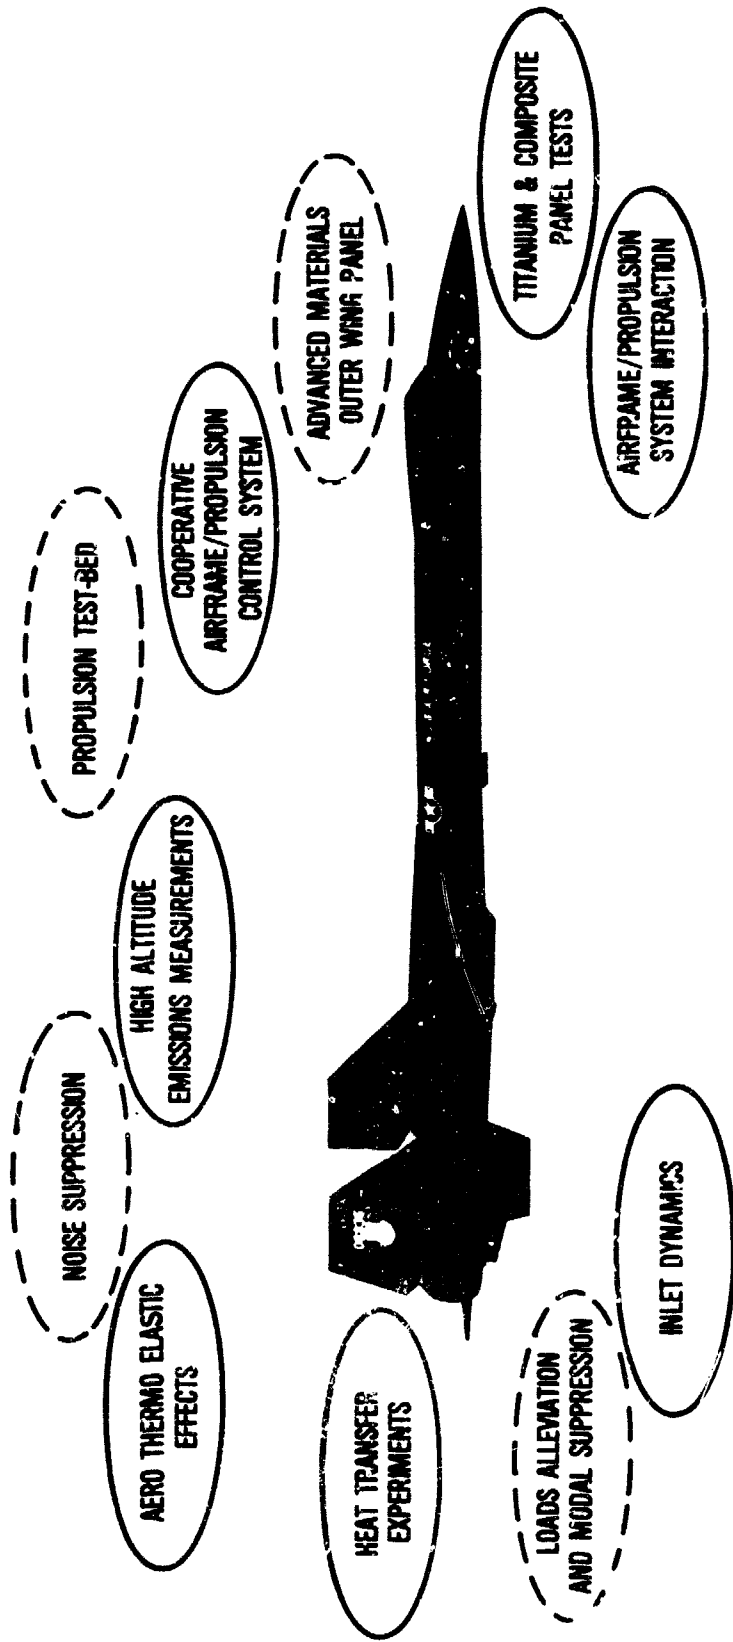 NOISE SUPPRESSION
PROPULSION TEST-BED
AERO THERMO ELASTIC
EFFECTS
HIGH ALTITUDE
EMISSIONS MEASUREMENTS
COOPERATIVE
AIRFRAME/PROPULSION
CONTROL SYSTEM
ADVANCED MATERIALS
OUTER WING PANEL
HEAT TRANSFER
EXPERIMENTS
TITANIUM & COMPOSITE
PANEL TESTS
LOADS ALLEVIATION
AND MODAL SUPPRESSION
AIRFRAME/PROPULSION
SYSTEM INTERACTION
INLET DYNAMICS